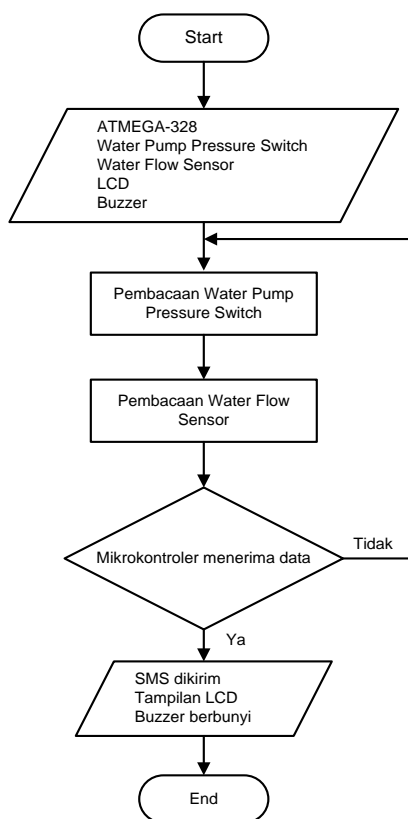 Start
ATMEGA-328
Water Pump Pressure Switch
Water Flow Sensor
LCD
Buzzer
Pembacaan Water Pump
Pressure Switch
Pembacaan Water Flow
Sensor
Mikrokontroler menerima data
Tidak
Ya
SMS dikirim
Tampilan LCD
Buzzer berbunyi
End